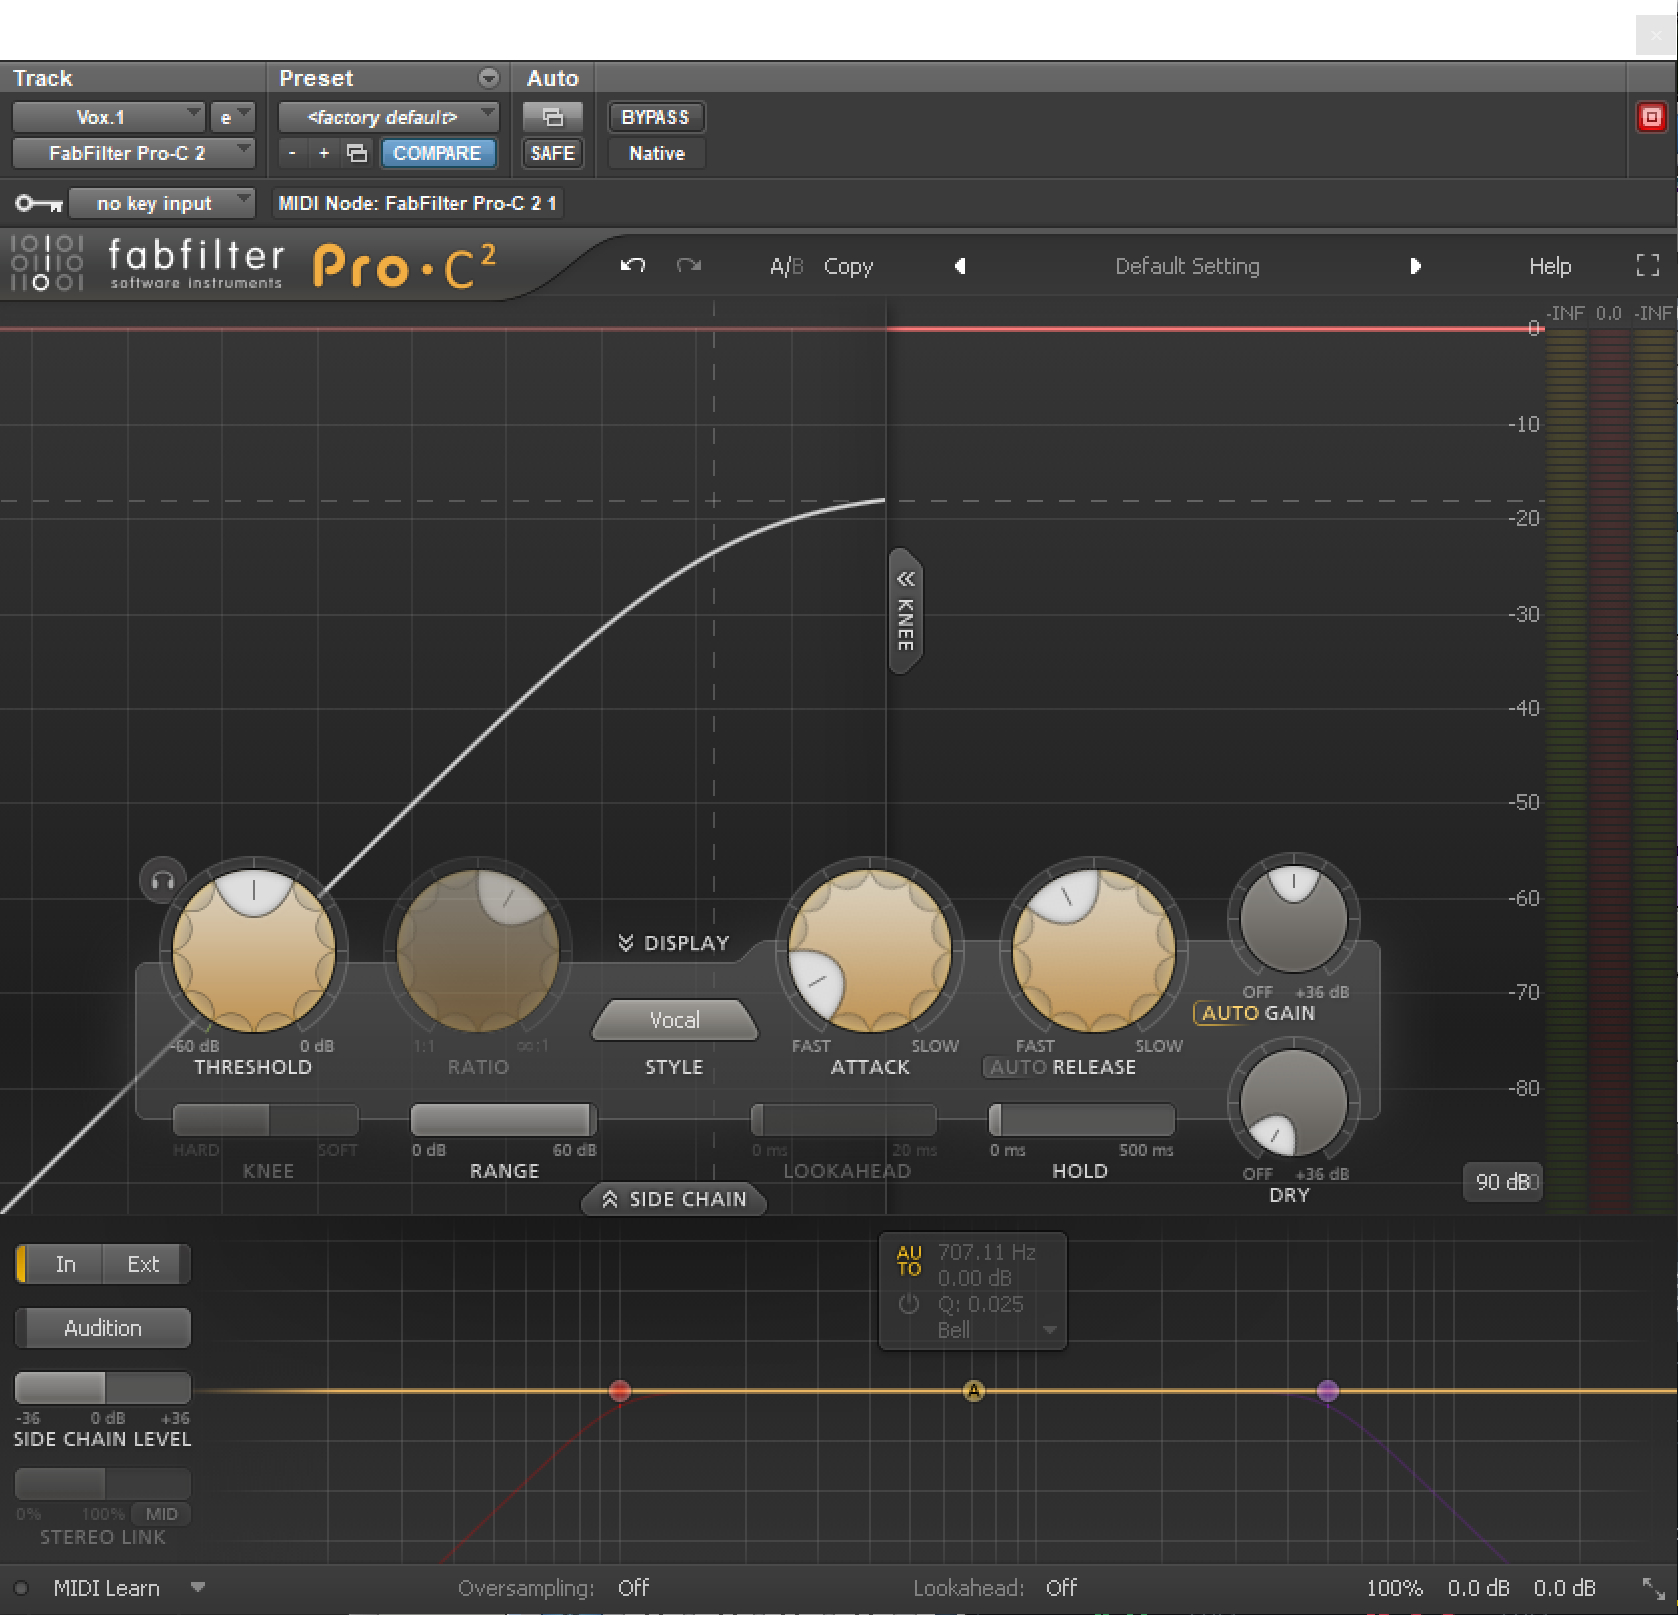 Track
Preset
Auto
Vox.1
e
<factory default>
BYPASS
FabFilter Pro-C 2
- + COMPARE
SAFE
Native
no key input
MIDI Node: FabFilter Pro-C 2 1
fabfilter
software instruments
Pro·C²
A/B
Copy
Default Setting
Help
-INF 0.0 -INF
0
-10
-20
KNEE
-30
-40
-50
-60
-70
-80
90 dB
-60 dB
0 dB
THRESHOLD
1:1
∞:1
RATIO
DISPLAY
Vocal
STYLE
FAST
SLOW
ATTACK
FAST
SLOW
AUTO RELEASE
OFF
+36 dB
AUTO GAIN
HARD
SOFT
KNEE
0 dB
60 dB
RANGE
0 ms
20 ms
LOOKAHEAD
0 ms
500 ms
HOLD
OFF
+36 dB
DRY
SIDE CHAIN
In
Ext
Audition
-36
0 dB
+36
SIDE CHAIN LEVEL
0%
100%
MID
STEREO LINK
AU
TO
707.11 Hz
0.00 dB
Q: 0.025
Bell
A
MIDI Learn
Oversampling: Off
Lookahead: Off
100%
0.0 dB
0.0 dB